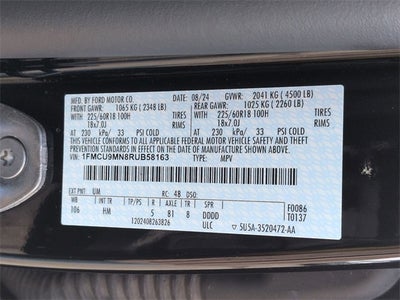 MFD. BY FORD MOTOR CO.
08/24 GVWR: 2041 KG ( 4500 LB)
FRONT GAWR: 1065 KG ( 2348 LB) REAR GAWR: 1025 KG ( 2260 LB)
WITH 225/60R18 100H TIRES WITH 225/60R18 100H TIRES
18x7.0J RIMS 18x7.0J RIMS
AT 230 kPa/ 33 PSI COLD AT 230 kPa/ 33 PSI COLD
THIS VEHICLE CONFORMS TO ALL APPLICABLE FEDERAL MOTOR
VEHICLE SAFETY AND THEFT PREVENTION STANDARDS IN EFFECT ON THE DATE OF
VIN: 1FMCU9MN8RUB58163
TYPE: MPV
EXT PNT: UM RC: 48 DSO:
WB INT TR TP/PS R AXLE TR SPR F0086
106 HM 5 81 8 DDDD T0137
1202408263826 ULC 5U5A-3520472-AA